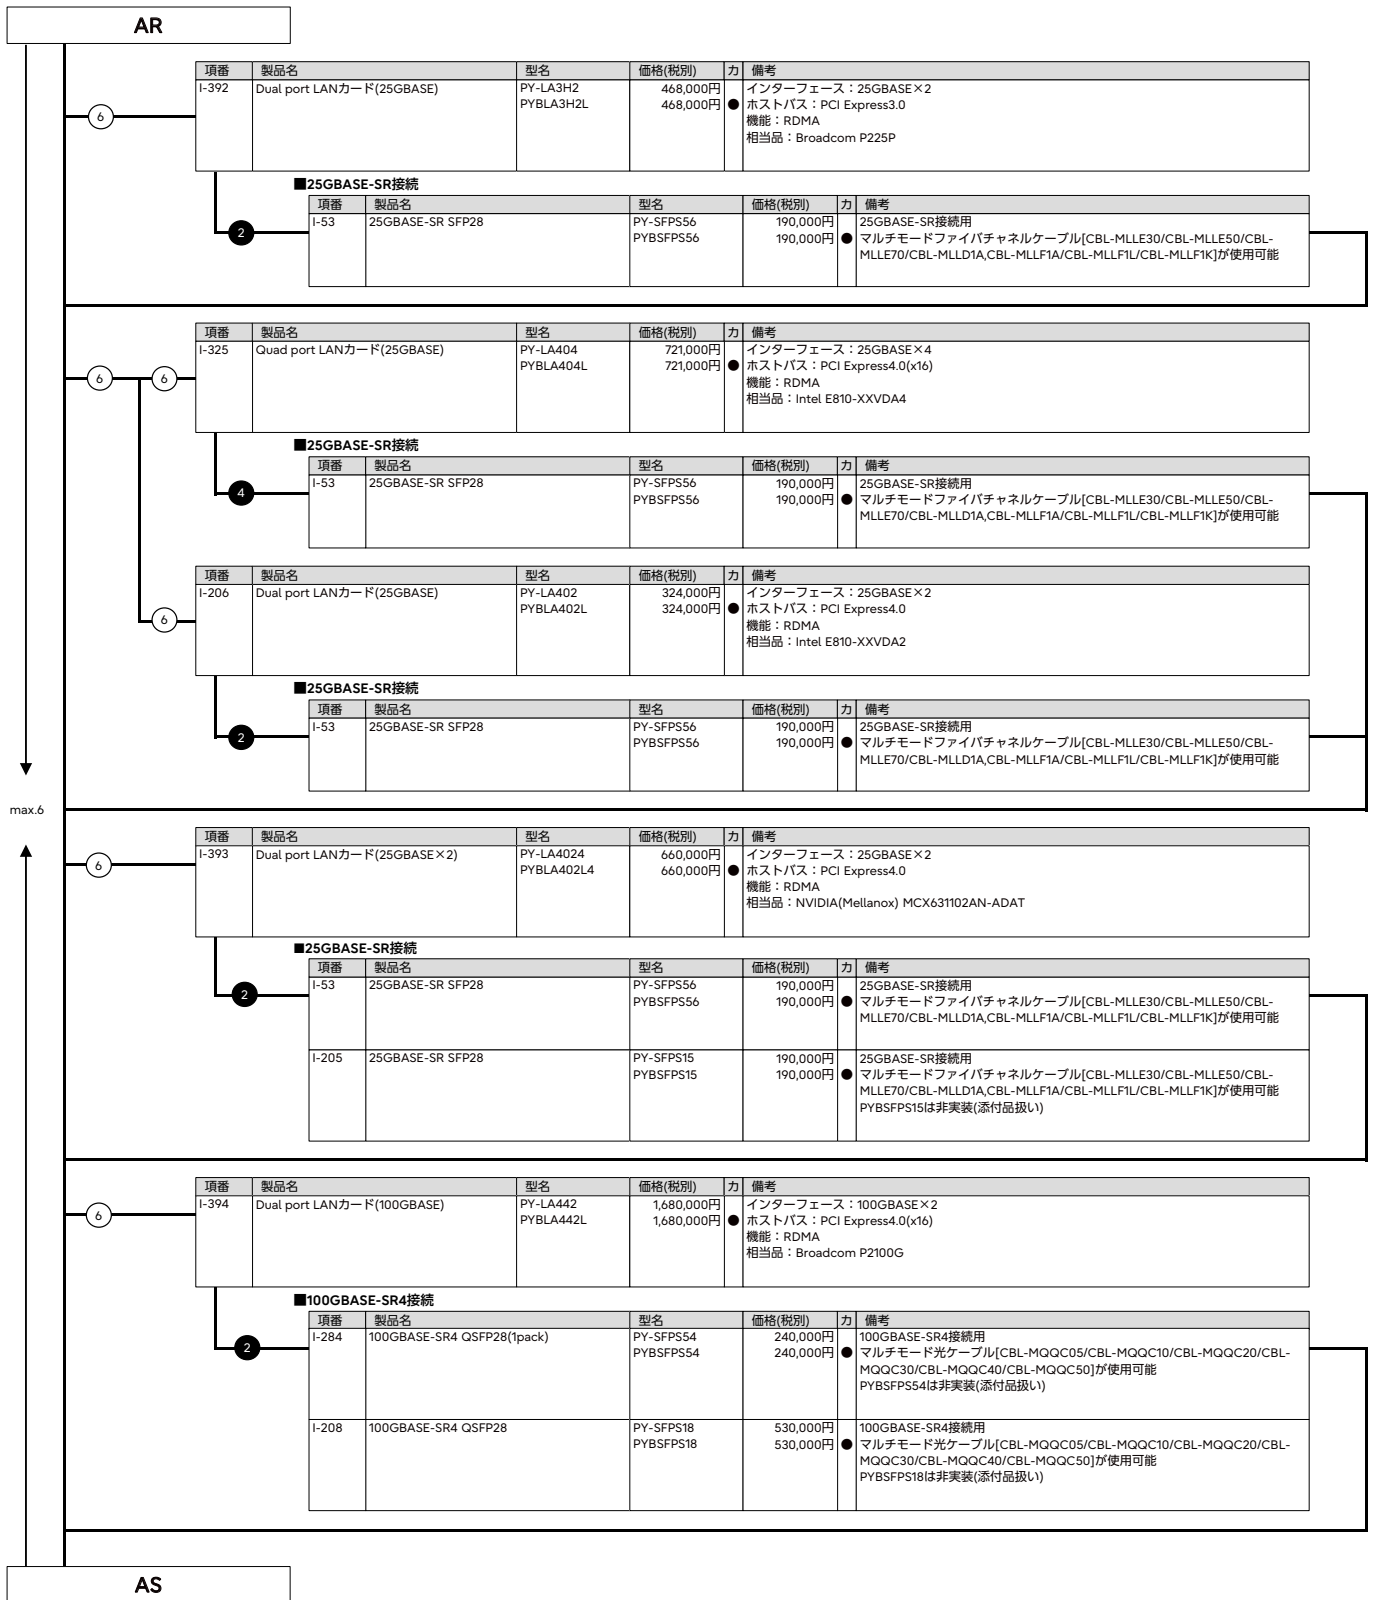 AR
項番 製品名 型名 価格(税別) カ 備考
I-392 Dual port LANカード(25GBASE) PY-LA3H2 468,000円 インターフェース：25GBASE×2
PYBLA3H2L 468,000円 ● ホストバス：PCI Express3.0
機能：RDMA
相当品：Broadcom P225P
6
■25GBASE-SR接続
項番 製品名 型名 価格(税別) カ 備考
I-53 25GBASE-SR SFP28 PY-SFPS56 190,000円 25GBASE-SR接続用
2 PYBSFPS56 190,000円 ● マルチモードファイバチャネルケーブル[CBL-MLLE30/CBL-MLLE50/CBL-
MLLE70/CBL-MLLD1A,CBL-MLLF1A/CBL-MLLF1L/CBL-MLLF1K]が使用可能
項番 製品名 型名 価格(税別) カ 備考
I-325 Quad port LANカード(25GBASE) PY-LA404 721,000円 インターフェース：25GBASE×4
PYBLA404L 721,000円 ● ホストバス：PCI Express4.0(x16)
6 6 機能：RDMA
相当品：Intel E810-XXVDA4
■25GBASE-SR接続
項番 製品名 型名 価格(税別) カ 備考
I-53 25GBASE-SR SFP28 PY-SFPS56 190,000円 25GBASE-SR接続用
4 PYBSFPS56 190,000円 ● マルチモードファイバチャネルケーブル[CBL-MLLE30/CBL-MLLE50/CBL-
MLLE70/CBL-MLLD1A,CBL-MLLF1A/CBL-MLLF1L/CBL-MLLF1K]が使用可能
項番 製品名 型名 価格(税別) カ 備考
I-206 Dual port LANカード(25GBASE) PY-LA402 324,000円 インターフェース：25GBASE×2
PYBLA402L 324,000円 ● ホストバス：PCI Express4.0
6 機能：RDMA
相当品：Intel E810-XXVDA2
■25GBASE-SR接続
項番 製品名 型名 価格(税別) カ 備考
I-53 25GBASE-SR SFP28 PY-SFPS56 190,000円 25GBASE-SR接続用
2 PYBSFPS56 190,000円 ● マルチモードファイバチャネルケーブル[CBL-MLLE30/CBL-MLLE50/CBL-
MLLE70/CBL-MLLD1A,CBL-MLLF1A/CBL-MLLF1L/CBL-MLLF1K]が使用可能
max.6
項番 製品名 型名 価格(税別) カ 備考
I-393 Dual port LANカード(25GBASE×2) PY-LA4024 660,000円 インターフェース：25GBASE×2
6 PYBLA402L4 660,000円 ● ホストバス：PCI Express4.0
機能：RDMA
相当品：NVIDIA(Mellanox) MCX631102AN-ADAT
■25GBASE-SR接続
項番 製品名 型名 価格(税別) カ 備考
I-53 25GBASE-SR SFP28 PY-SFPS56 190,000円 25GBASE-SR接続用
2 PYBSFPS56 190,000円 ● マルチモードファイバチャネルケーブル[CBL-MLLE30/CBL-MLLE50/CBL-
MLLE70/CBL-MLLD1A,CBL-MLLF1A/CBL-MLLF1L/CBL-MLLF1K]が使用可能
I-205 25GBASE-SR SFP28 PY-SFPS15 190,000円 25GBASE-SR接続用
PYBSFPS15 190,000円 ● マルチモードファイバチャネルケーブル[CBL-MLLE30/CBL-MLLE50/CBL-
MLLE70/CBL-MLLD1A,CBL-MLLF1A/CBL-MLLF1L/CBL-MLLF1K]が使用可能
PYBSFPS15は非実装(添付品扱い)
項番 製品名 型名 価格(税別) カ 備考
I-394 Dual port LANカード(100GBASE) PY-LA442 1,680,000円 インターフェース：100GBASE×2
6 PYBLA442L 1,680,000円 ● ホストバス：PCI Express4.0(x16)
機能：RDMA
相当品：Broadcom P2100G
■100GBASE-SR4接続
項番 製品名 型名 価格(税別) カ 備考
I-284 100GBASE-SR4 QSFP28(1pack) PY-SFPS54 240,000円 100GBASE-SR4接続用
2 PYBSFPS54 240,000円 ● マルチモード光ケーブル[CBL-MQQC05/CBL-MQQC10/CBL-MQQC20/CBL-
MQQC30/CBL-MQQC40/CBL-MQQC50]が使用可能
PYBSFPS54は非実装(添付品扱い)
I-208 100GBASE-SR4 QSFP28 PY-SFPS18 530,000円 100GBASE-SR4接続用
PYBSFPS18 530,000円 ● マルチモード光ケーブル[CBL-MQQC05/CBL-MQQC10/CBL-MQQC20/CBL-
MQQC30/CBL-MQQC40/CBL-MQQC50]が使用可能
PYBSFPS18は非実装(添付品扱い)
AS